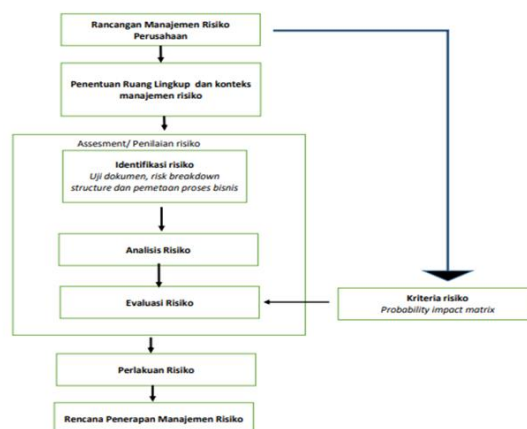 Rancangan Manajemen Risiko
Perusahaan
Penentuan Ruang Lingkup dan konteks
manajemen risiko
Assesment/ Penilaian risiko
Identifikasi risiko
Uji dokumen, risk breakdown
structure dan pemetaan proses bisnis
Analisis Risiko
Evaluasi Risiko
Kriteria risiko
Probability impact matrix
Perlakuan Risiko
Rencana Penerapan Manajemen Risiko